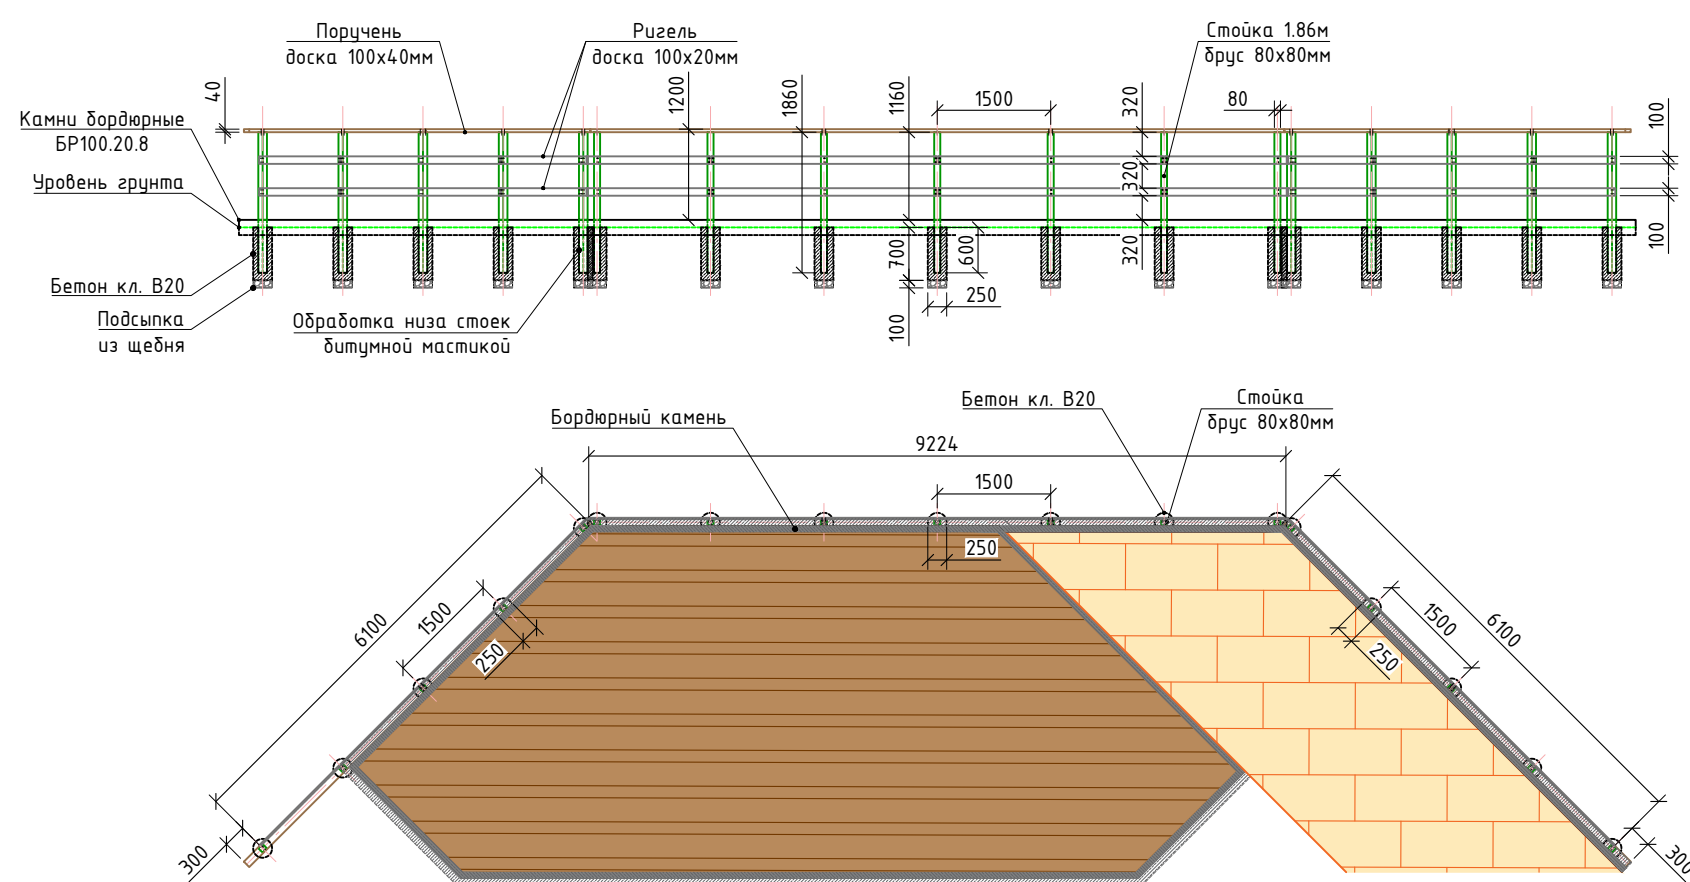 Поручень
доска 100х40мм
Ригель
доска 100х20мм
Стойка 1.86м
брус 80х80мм
40
1200
1860
1160
1500
320
80
100
Камни бордюрные
БР100.20.8
Уровень грунта
320
700
600
320
100
Бетон кл. В20
250
Подсыпка
из щебня
Обработка низа стоек
битумной мастикой
100
Бетон кл. В20
Стойка
брус 80х80мм
Бордюрный камень
9224
1500
250
6100
1500
250
1500
6100
250
300
300